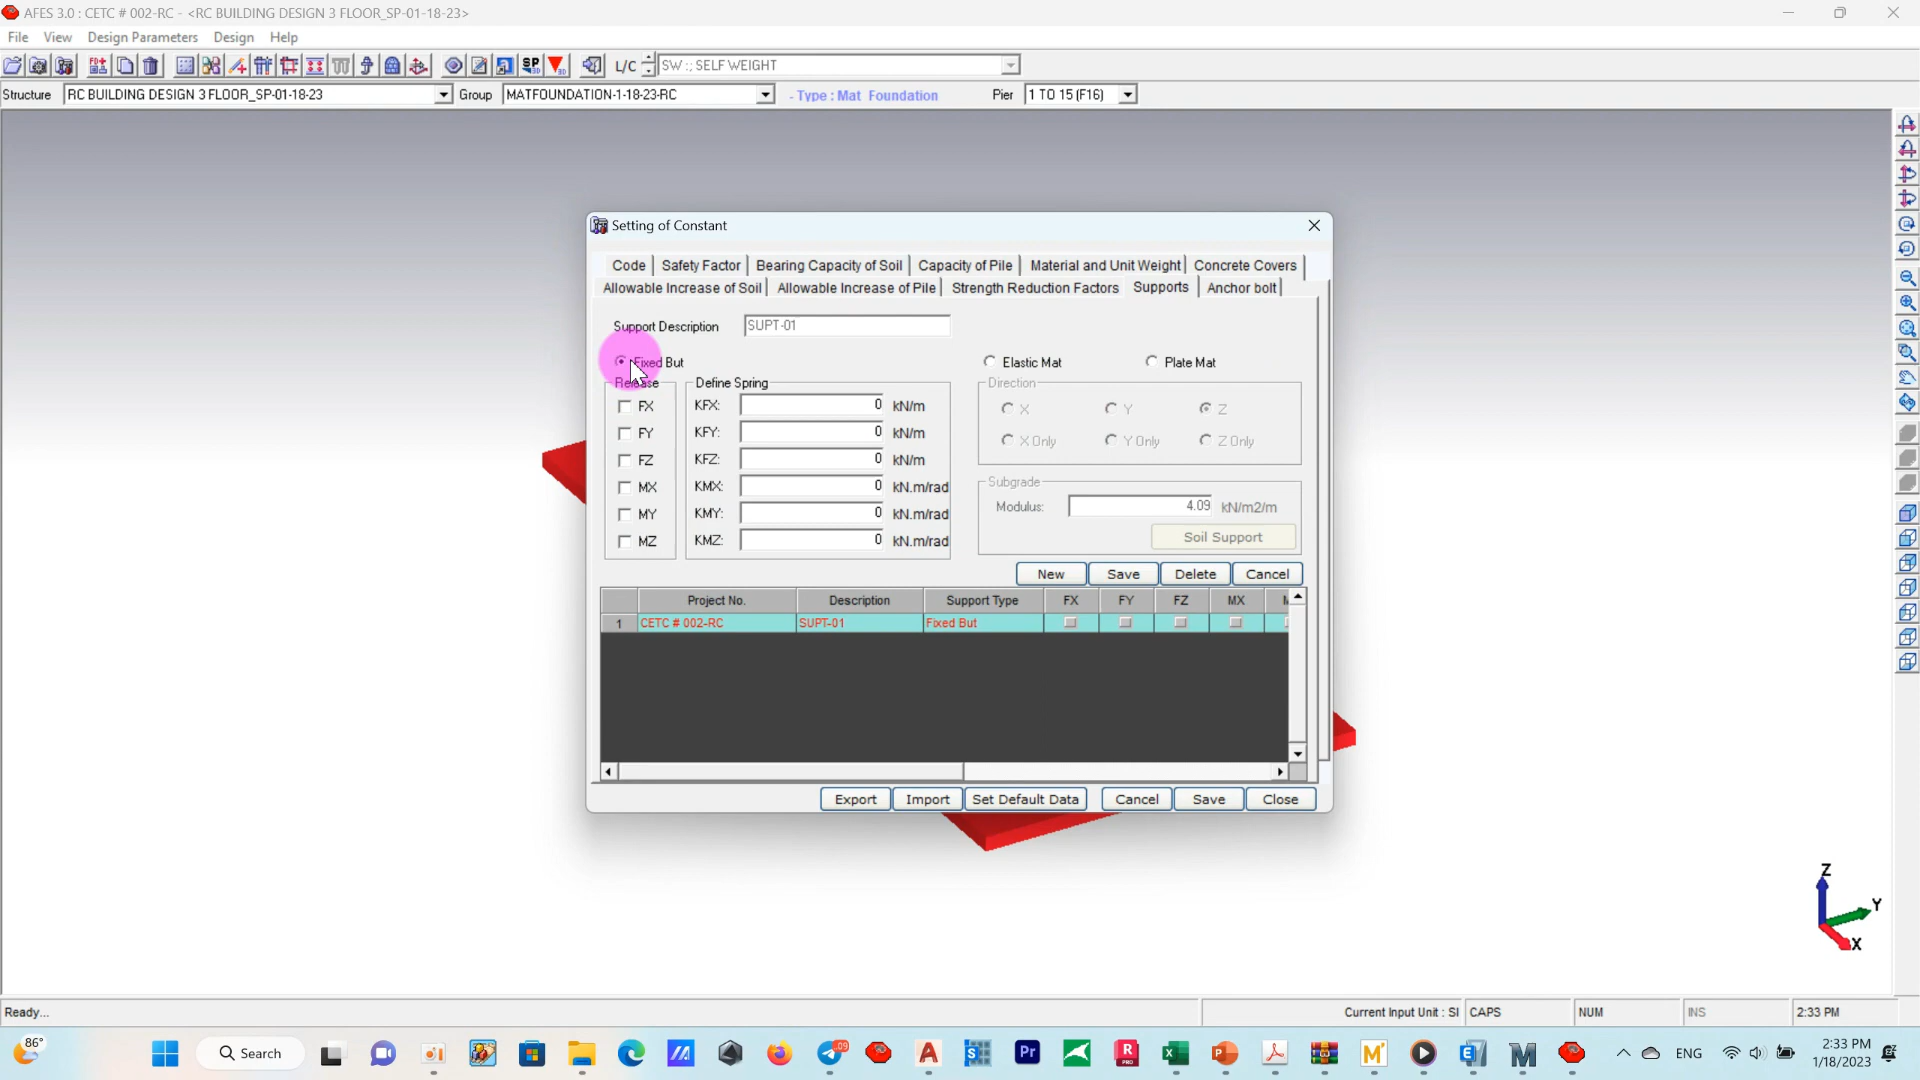 AFES 3.0 : CETC # 002-RC - <RC BUILDING DESIGN 3 FLOOR_SP-01-18-23>
File View Design Parameters Design Help
L/C SW :; SELF WEIGHT
Structure RC BUILDING DESIGN 3 FLOOR_SP-01-18-23 Group MATFOUNDATION-1-18-23-RC - Type : Mat Foundation Pier 1 TO 15 (F16)
Setting of Constant
Code Safety Factor Bearing Capacity of Soil Capacity of Pile Material and Unit Weight Concrete Covers
Allowable Increase of Soil Allowable Increase of Pile Strength Reduction Factors Supports Anchor bolt
Support Description SUPT-01
Fixed But Elastic Mat Plate Mat
Release Define Spring Direction
FX KFX: 0 kN/m X Y Z
FY KFY: 0 kN/m X Only Y Only Z Only
FZ KFZ: 0 kN/m
MX KMX: 0 kN.m/rad Subgrade
MY KMY: 0 kN.m/rad Modulus: 4.09 kN/m2/m
MZ KMZ: 0 kN.m/rad Soil Support
New Save Delete Cancel
Project No. Description Support Type FX FY FZ MX
1 CETC # 002-RC SUPT-01 Fixed But
Export Import Set Default Data Cancel Save Close
Z
Y
X
Ready... Current Input Unit : SI CAPS NUM INS 2:33 PM
86° Search 09 ENG 2:33 PM
1/18/2023